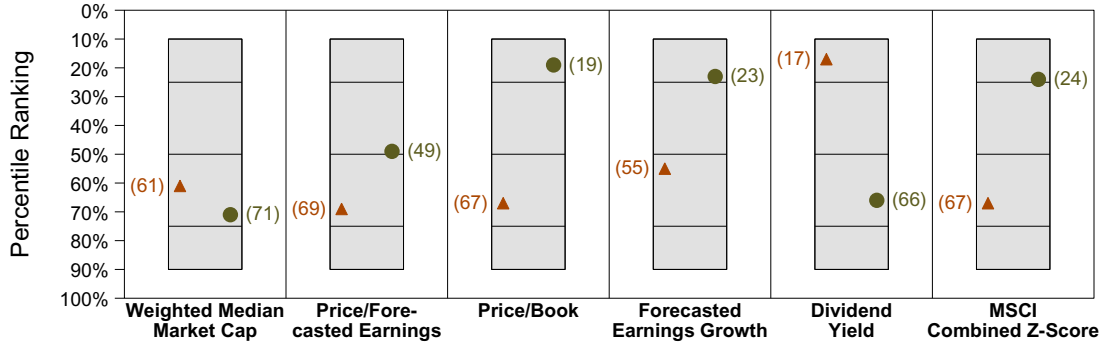 Percentile Ranking
0%
10%
20%
30%
40%
50%
60%
70%
80%
90%
100%
(61)
(71)
(69)
(49)
(67)
(19)
(55)
(23)
(17)
(66)
(67)
(24)
Weighted Median
Market Cap
Price/Fore-
casted Earnings
Price/Book
Forecasted
Earnings Growth
Dividend
Yield
MSCI
Combined Z-Score